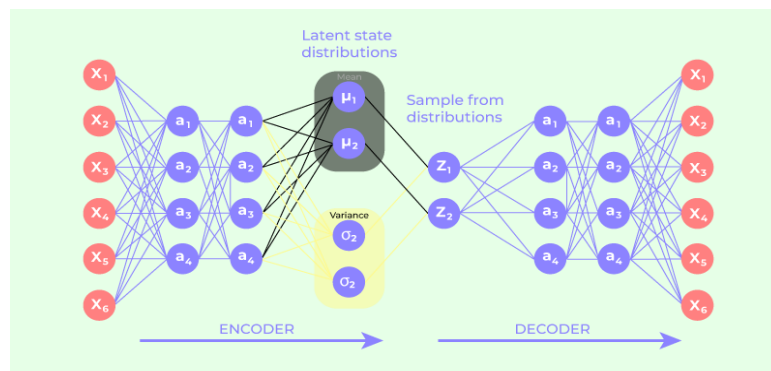 Latent state
distributions
Mean
X1
X2
X3
X4
X5
X6
a1
a2
a3
a4
a1
a2
a3
a4
μ1
μ2
Variance
σ2
σ2
Sample from
distributions
Z1
Z2
a1
a2
a3
a4
a1
a2
a3
a4
X1
X2
X3
X4
X5
X6
ENCODER
DECODER